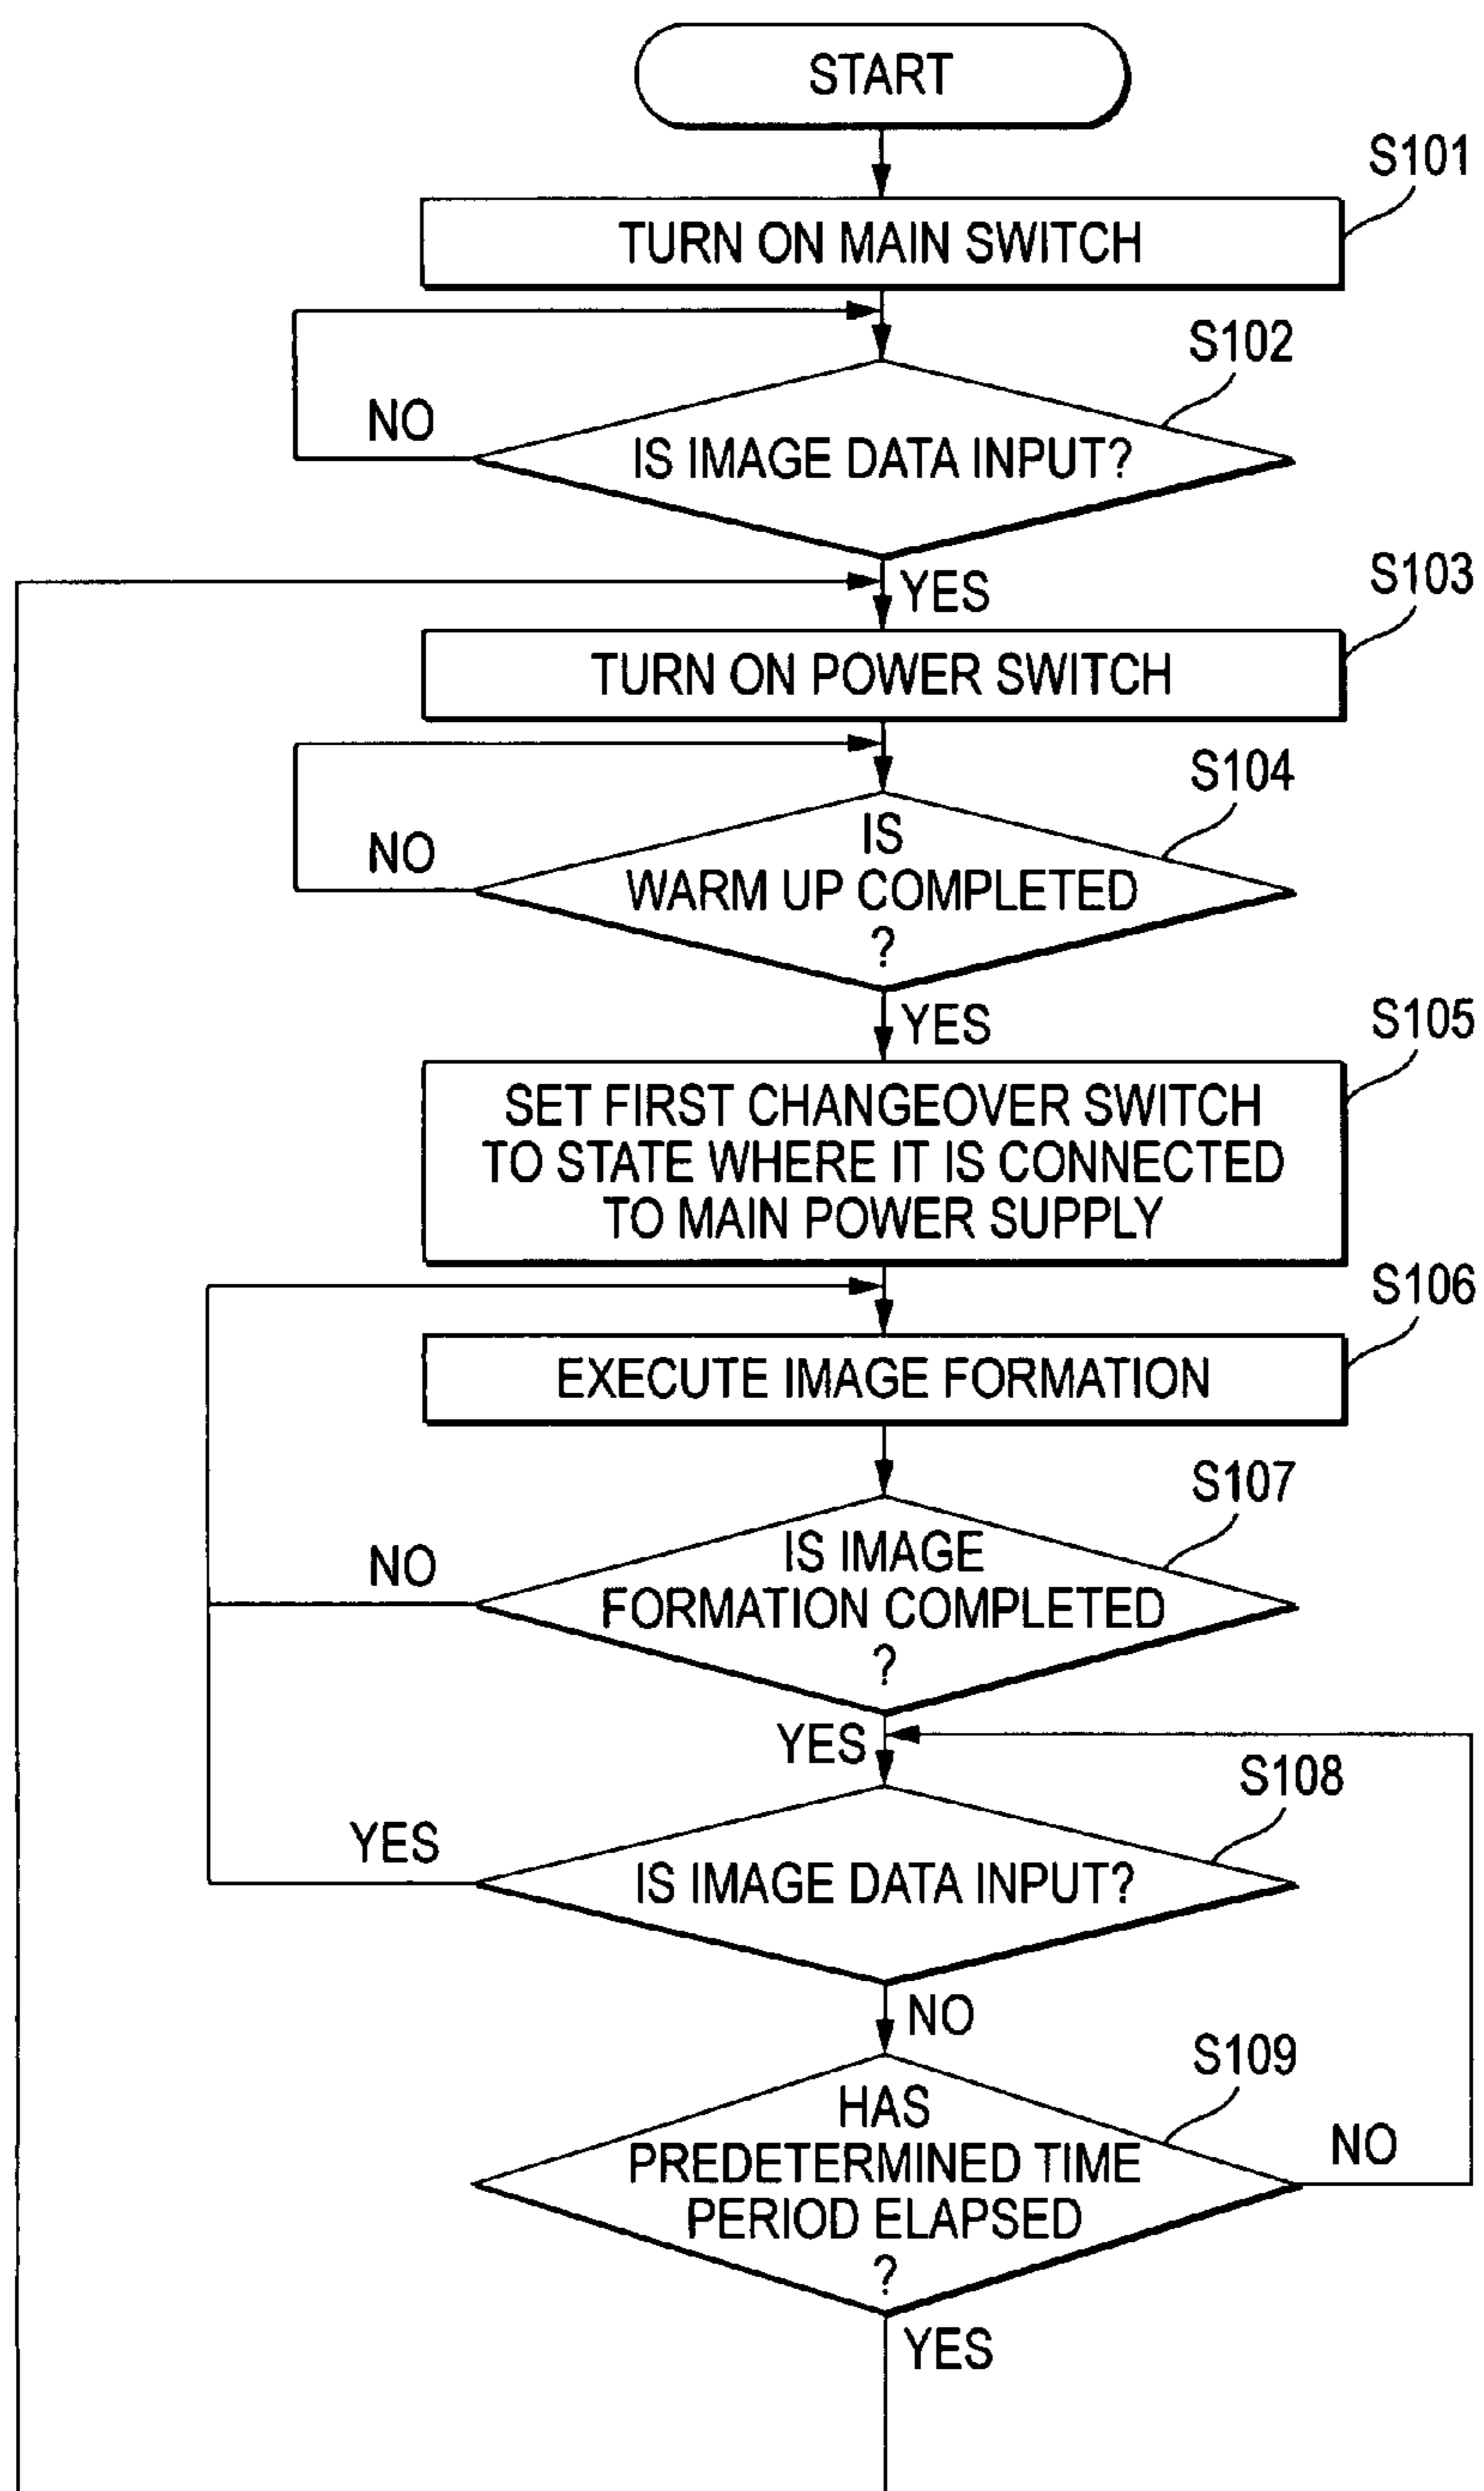 START
S101
TURN ON MAIN SWITCH
S102
NO
IS IMAGE DATA INPUT?
YES
S103
TURN ON POWER SWITCH
S104
NO
IS
WARM UP COMPLETED
?
YES
S105
SET FIRST CHANGEOVER SWITCH
TO STATE WHERE IT IS CONNECTED
TO MAIN POWER SUPPLY
S106
EXECUTE IMAGE FORMATION
S107
NO
IS IMAGE
FORMATION COMPLETED
?
YES
S108
YES
IS IMAGE DATA INPUT?
NO
S109
HAS
PREDETERMINED TIME
PERIOD ELAPSED
?
NO
YES